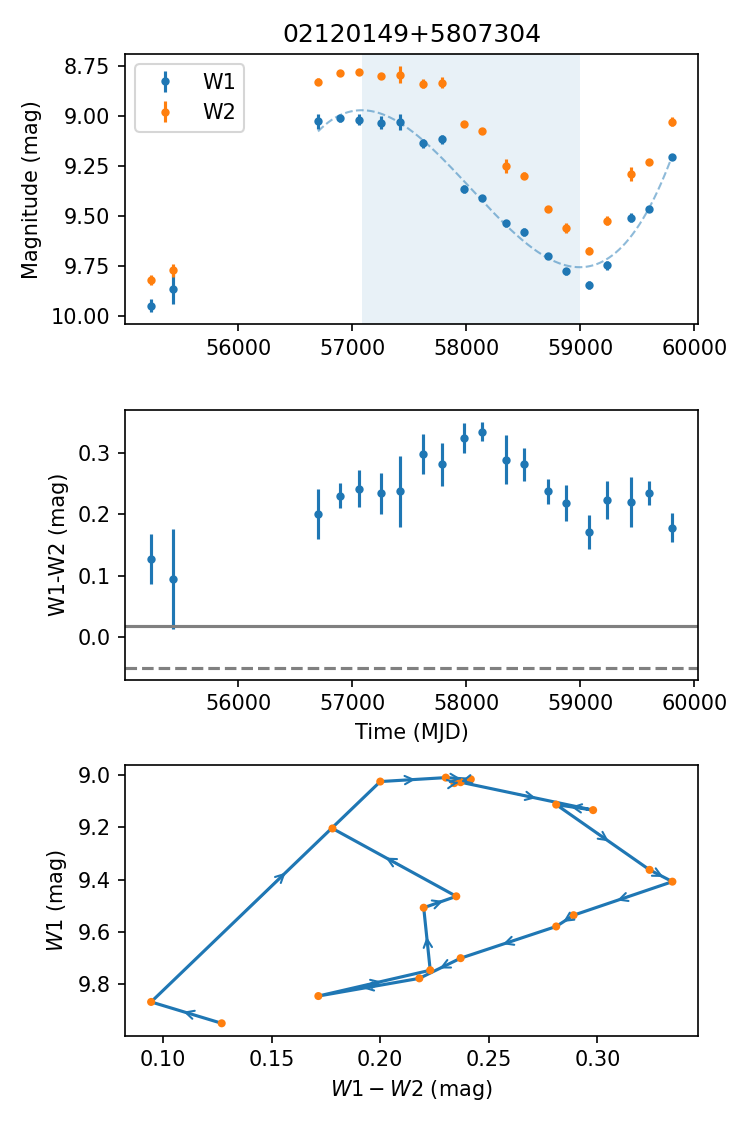 02120149+5807304
Magnitude (mag)
8.75
9.00
9.25
9.50
9.75
10.00
W1
W2
56000 57000 58000 59000 60000
W1-W2 (mag)
0.3
0.2
0.1
0.0
56000 57000 58000 59000 60000
Time (MJD)
W1 (mag)
9.0
9.2
9.4
9.6
9.8
0.10 0.15 0.20 0.25 0.30
W1 − W2 (mag)